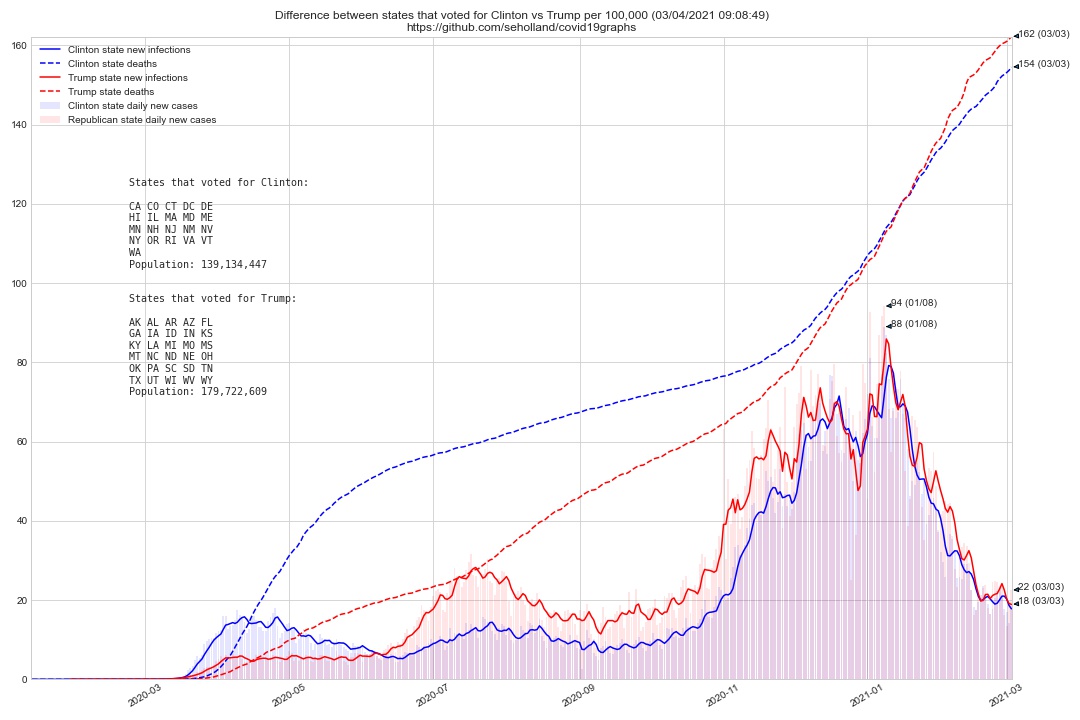 Difference between states that voted for Clinton vs Trump per 100,000 (03/04/2021 09:08:49)
https://github.com/seholland/covid19graphs
Clinton state new infections
Clinton state deaths
Trump state new infections
Trump state deaths
Clinton state daily new cases
Republican state daily new cases
States that voted for Clinton:
CA CO CT DC DE
HI IL MA MD ME
MN NH NJ NM NV
NY OR RI VA VT
WA
Population: 139,134,447
States that voted for Trump:
AK AL AR AZ FL
GA IA ID IN KS
KY LA MI MO MS
MT NC ND NE OH
OK PA SC SD TN
TX UT WI WV WY
Population: 179,722,609
162 (03/03)
154 (03/03)
94 (01/08)
88 (01/08)
22 (03/03)
18 (03/03)
160
140
120
100
80
60
40
20
0
2020-03
2020-05
2020-07
2020-09
2020-11
2021-01
2021-03